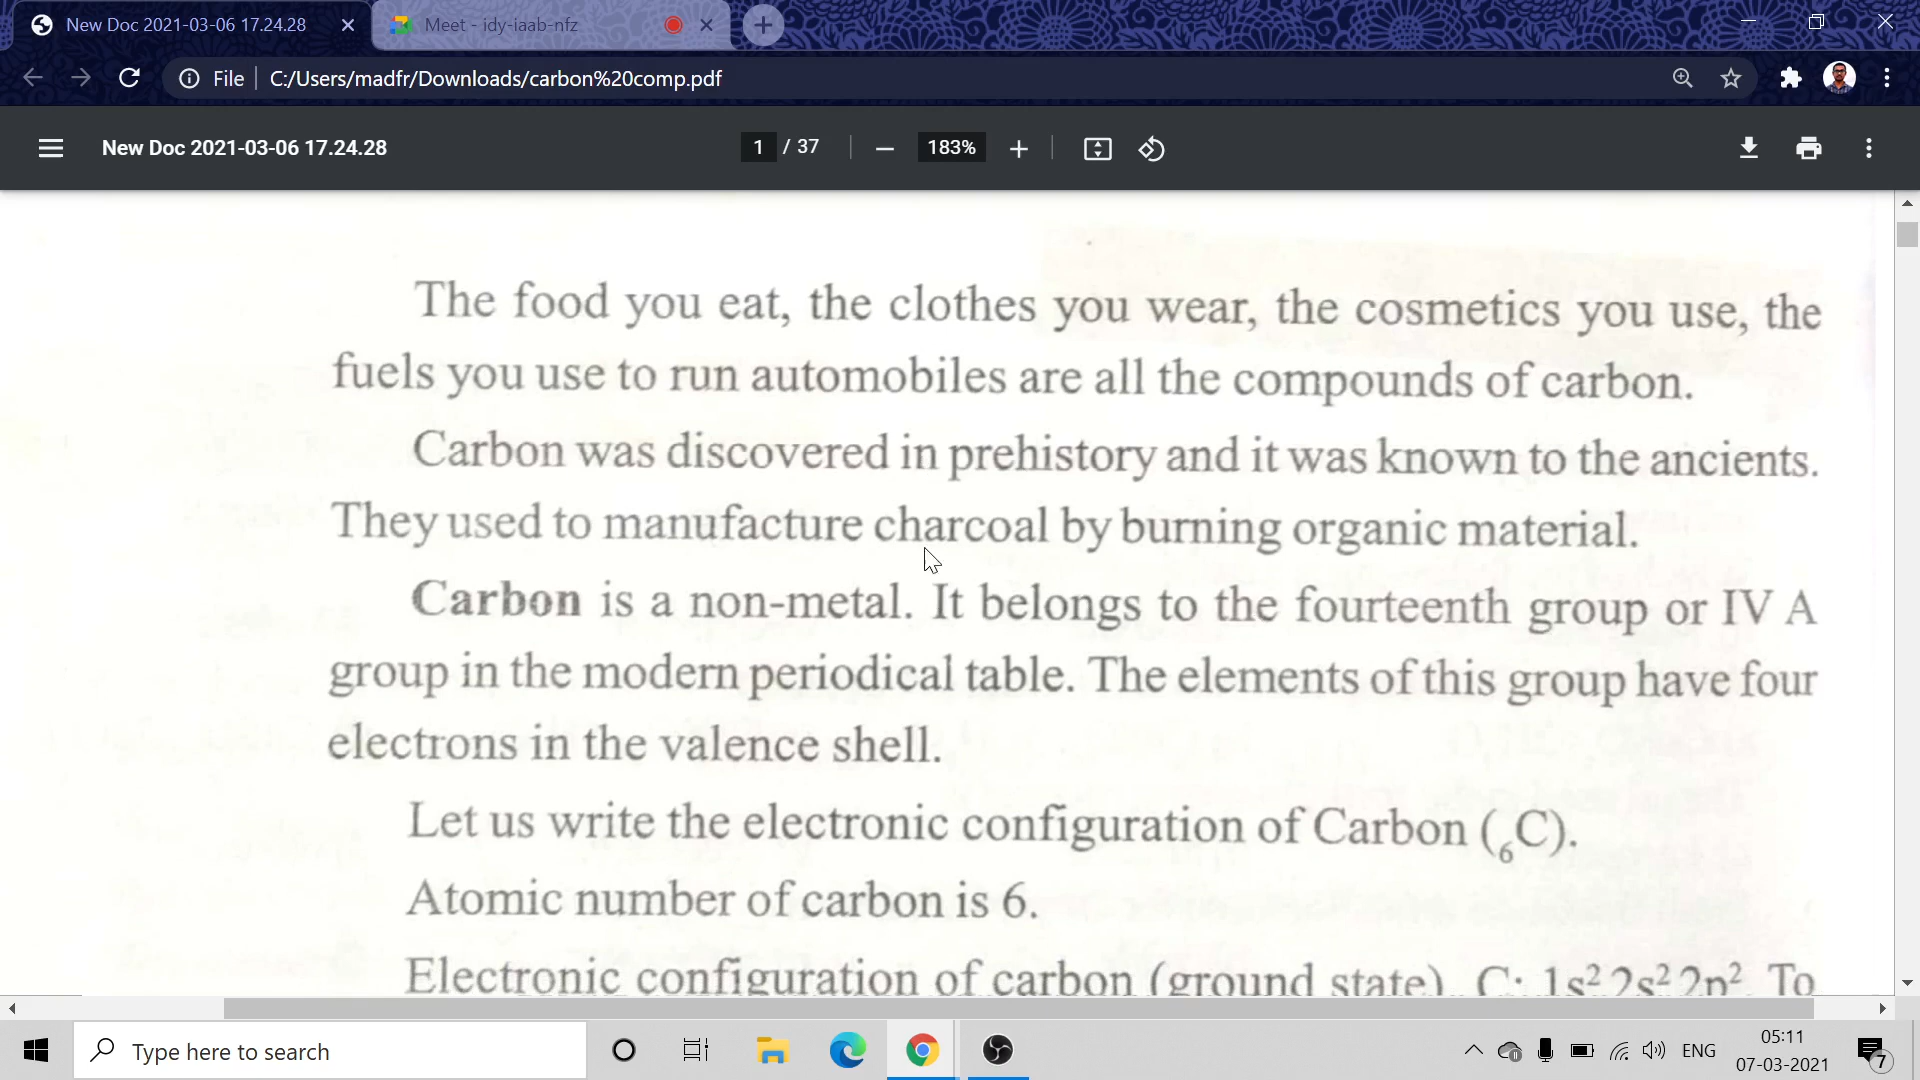 New Doc 2021-03-06 17.24.28
Meet - idy-iaab-nfz
File
C:/Users/madfr/Downloads/carbon%20comp.pdf
New Doc 2021-03-06 17.24.28
1 / 37
183%
The food you eat, the clothes you wear, the cosmetics you use, the
fuels you use to run automobiles are all the compounds of carbon.
Carbon was discovered in prehistory and it was known to the ancients.
They used to manufacture charcoal by burning organic material.
Carbon is a non-metal. It belongs to the fourteenth group or IV A
group in the modern periodical table. The elements of this group have four
electrons in the valence shell.
Let us write the electronic configuration of Carbon (₆C).
Atomic number of carbon is 6.
Electronic configuration of carbon (ground state) C: 1s² 2s² 2p² To
Type here to search
ENG
05:11
07-03-2021
7